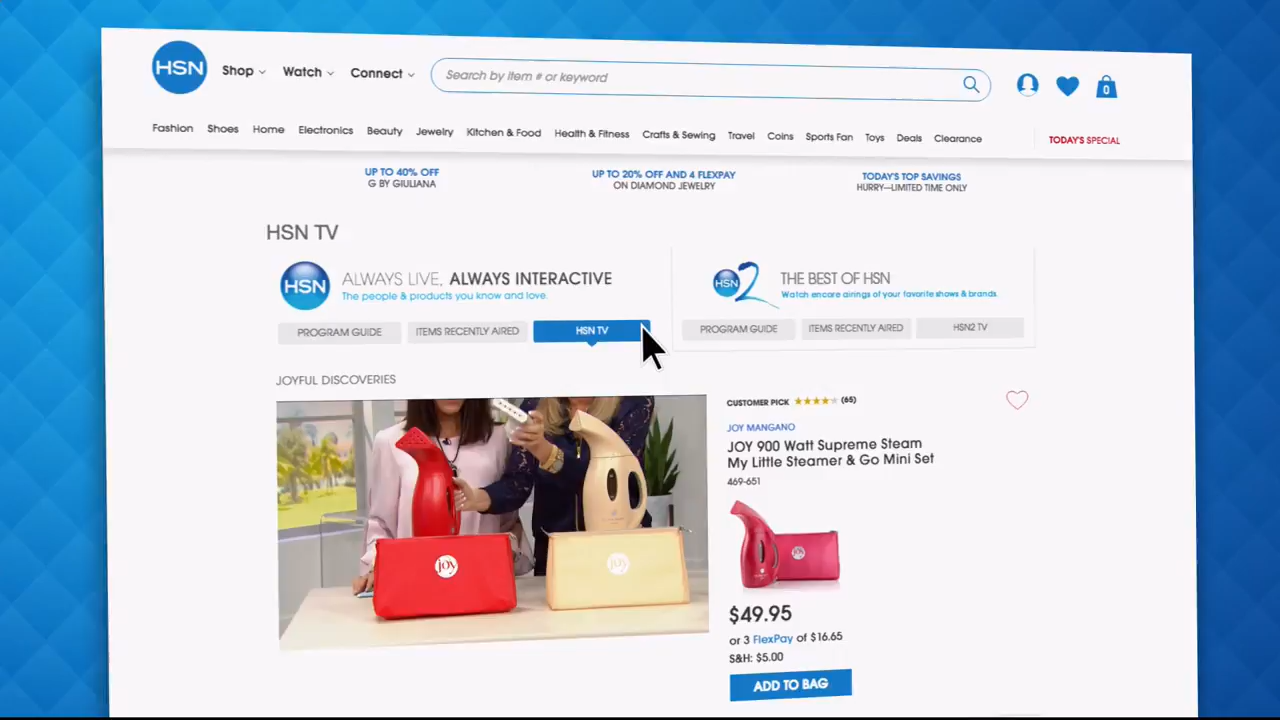 HSN
Shop
Watch
Connect
Search by item # or keyword
0
Fashion
Shoes
Home
Electronics
Beauty
Jewelry
Kitchen & Food
Health & Fitness
Crafts & Sewing
Travel
Coins
Sports Fan
Toys
Deals
Clearance
TODAY'S SPECIAL
UP TO 40% OFF
G BY GIULIANA
UP TO 20% OFF AND 4 FLEXPAY
ON DIAMOND JEWELRY
TODAY'S TOP SAVINGS
HURRY—LIMITED TIME ONLY
HSN TV
HSN
ALWAYS LIVE, ALWAYS INTERACTIVE
The people & products you know and love.
PROGRAM GUIDE
ITEMS RECENTLY AIRED
HSN TV
HSN 2
THE BEST OF HSN
Watch encore airings of your favorite shows & brands.
PROGRAM GUIDE
ITEMS RECENTLY AIRED
HSN2 TV
JOYFUL DISCOVERIES
joy
joy
CUSTOMER PICK
(65)
JOY MANGANO
JOY 900 Watt Supreme Steam
My Little Steamer & Go Mini Set
469-651
joy
$49.95
or 3 FlexPay of $16.65
S&H: $5.00
ADD TO BAG